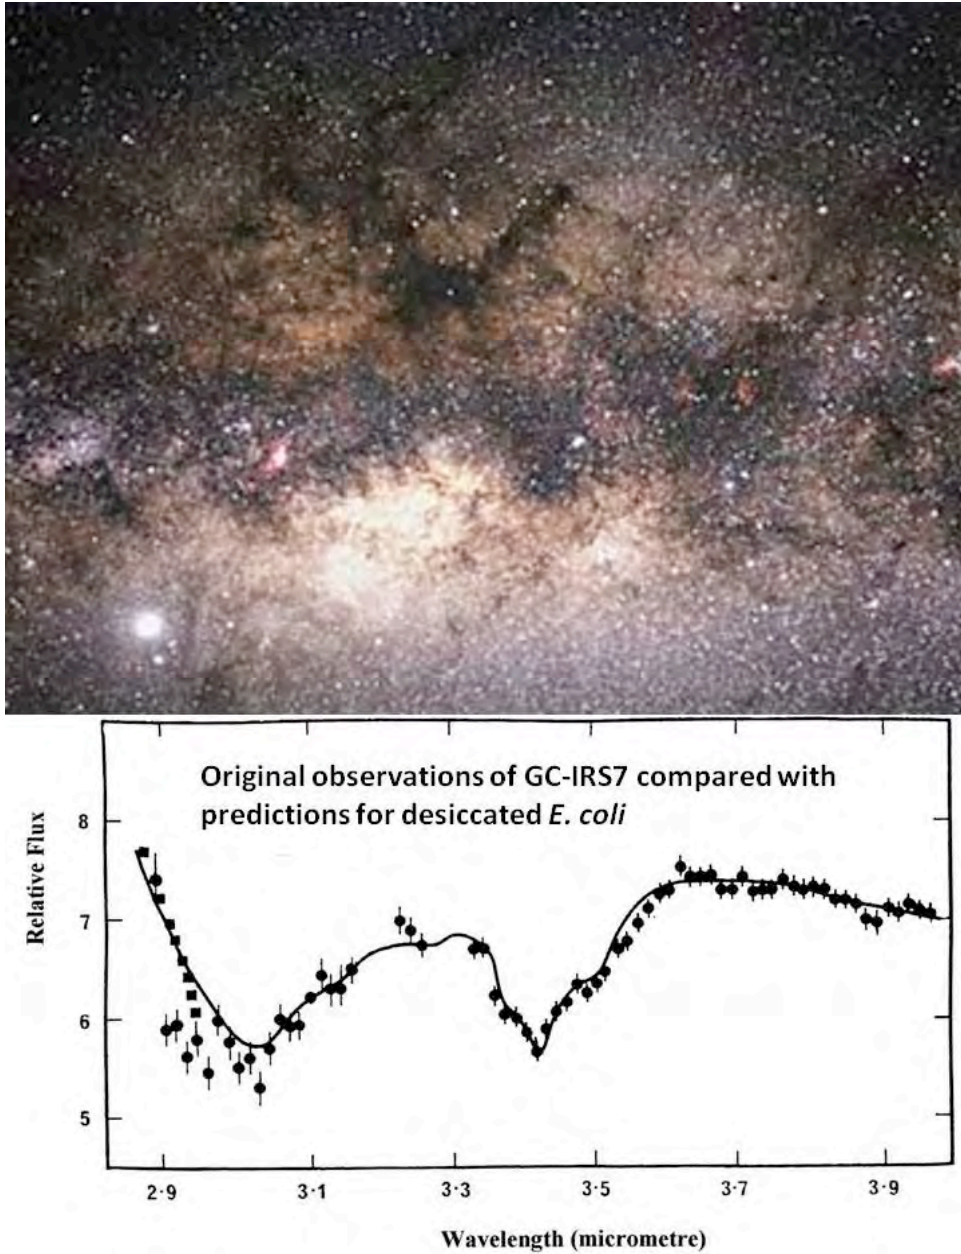 Original observations of GC-IRS7 compared with
predictions for desiccated E. coli
Relative Flux
8
7
6
5
2·9 3·1 3·3 3·5 3·7 3·9
Wavelength (micrometre)